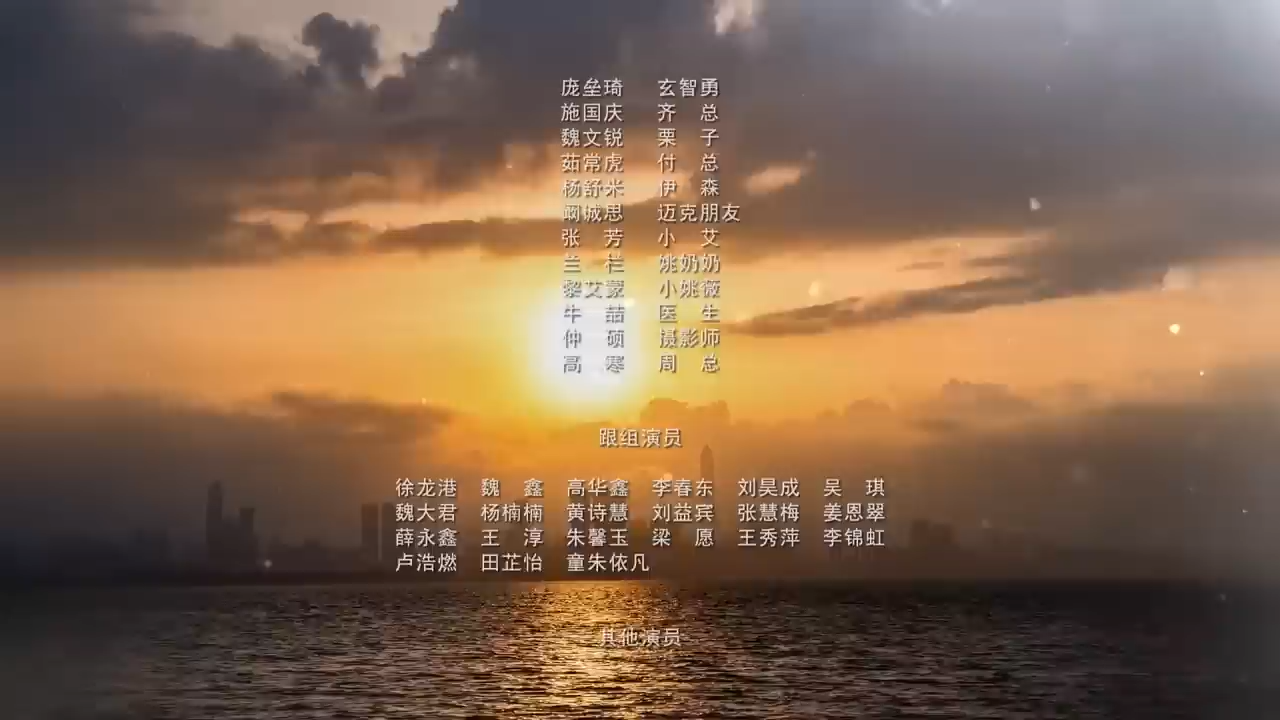 庞垒琦 玄智勇
施国庆 齐 总
魏文锐 栗 子
茹常虎 付 总
杨舒米 伊 森
阚城思 迈克朋友
张 芳 小 艾
兰 栏 姚奶奶
黎艾蒙 小姚薇
牛 喆 医 生
仲 硕 摄影师
高 寒 周 总
跟组演员
徐龙港 魏 鑫 高华鑫 李春东 刘昊成 吴 琪
魏大君 杨楠楠 黄诗慧 刘益宾 张慧梅 姜恩翠
薛永鑫 王 淳 朱馨玉 梁 愿 王秀萍 李锦虹
卢浩燃 田芷怡 童朱依凡
其他演员